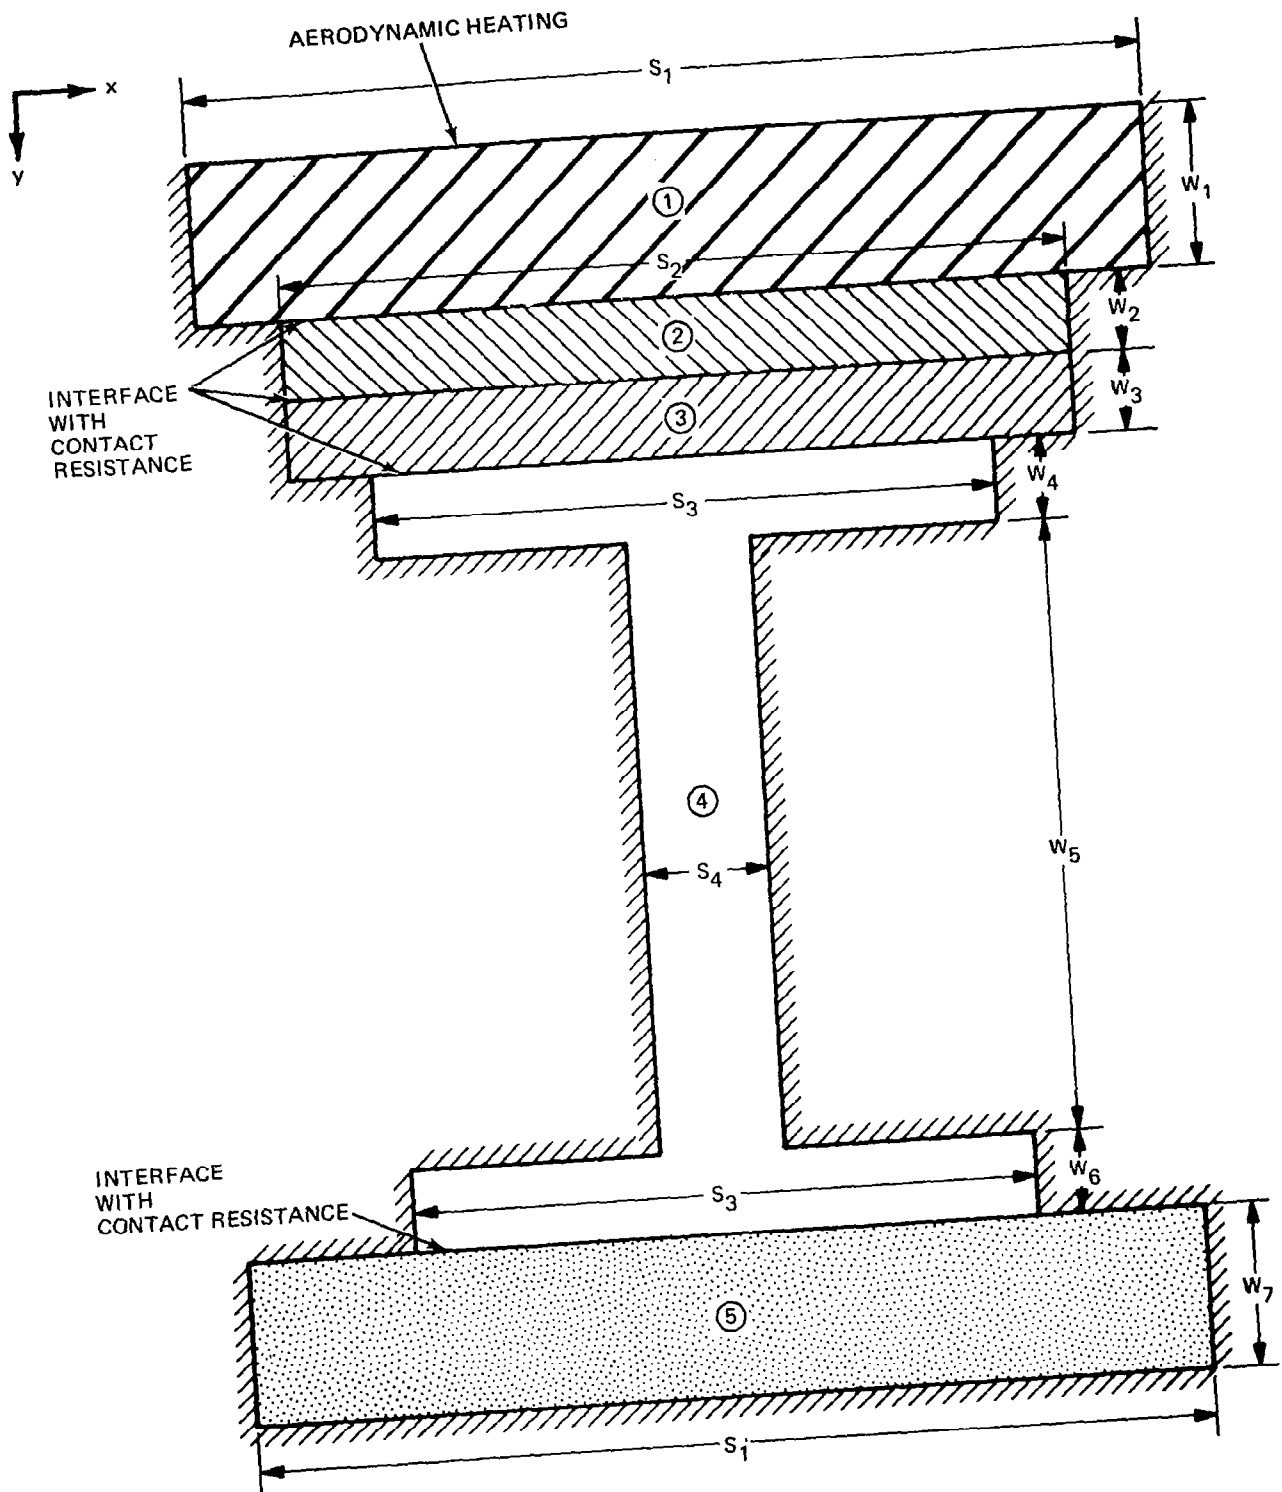 AERODYNAMIC HEATING
S1
x
y
1
W1
S2
W2
2
W3
3
INTERFACE
WITH
CONTACT
RESISTANCE
W4
S3
4
W5
S4
INTERFACE
WITH
CONTACT RESISTANCE
W6
S3
W7
5
S1